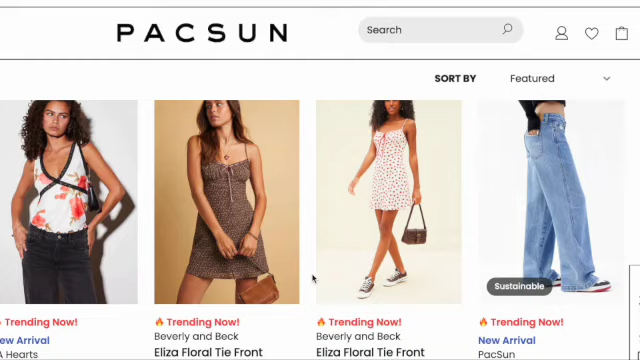 PACSUN
Search
SORT BY Featured
Sustainable
Trending Now!
ew Arrival
A Hearts
Trending Now!
Beverly and Beck
Eliza Floral Tie Front
Trending Now!
Beverly and Beck
Eliza Floral Tie Front
Trending Now!
New Arrival
PacSun